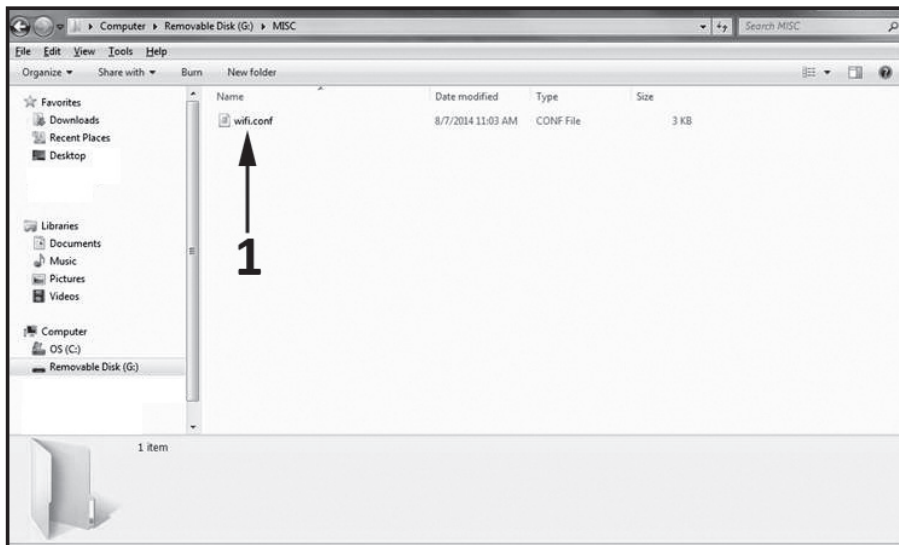 Computer ▸ Removable Disk (G:) ▸ MISC
Search MISC
File Edit View Tools Help
Organize Share with Burn New folder
Favorites
Downloads
Recent Places
Desktop
Libraries
Documents
Music
Pictures
Videos
Computer
OS (C:)
Removable Disk (G:)
Name Date modified Type Size
wifi.conf 8/7/2014 11:03 AM CONF File 3 KB
1
1 item